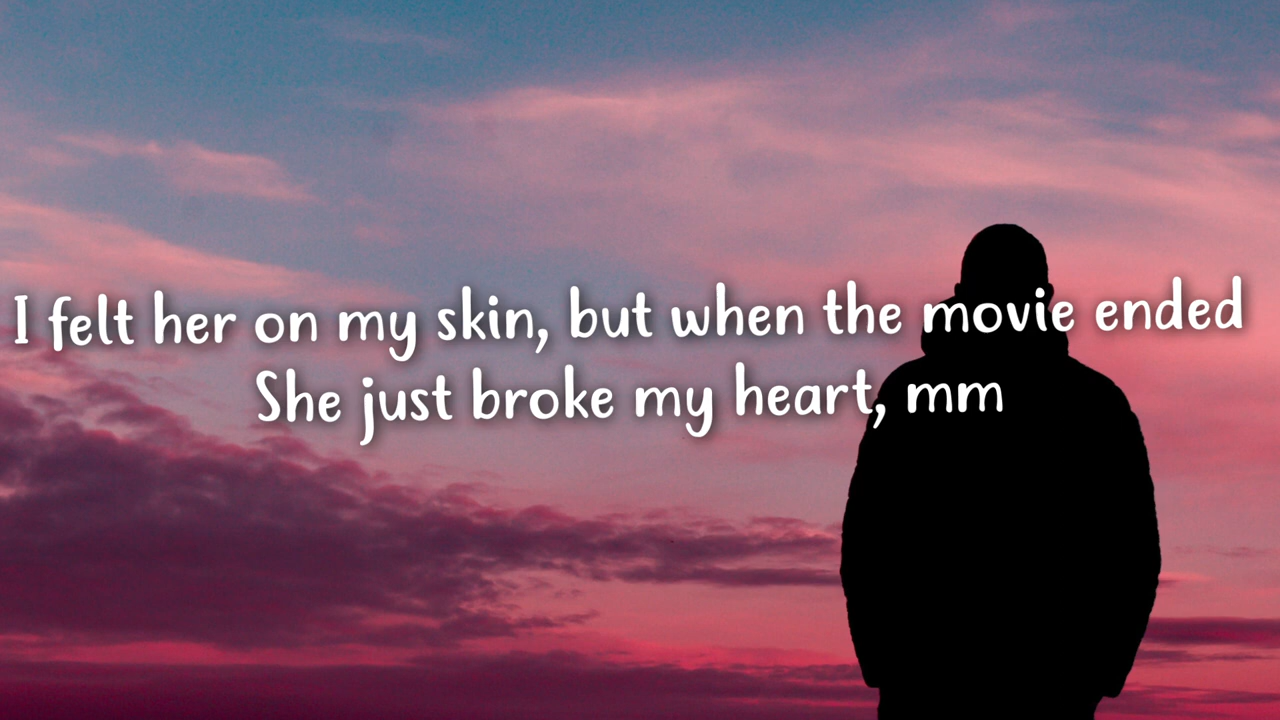 I felt her on my skin, but when the movie ended
She just broke my heart, mm